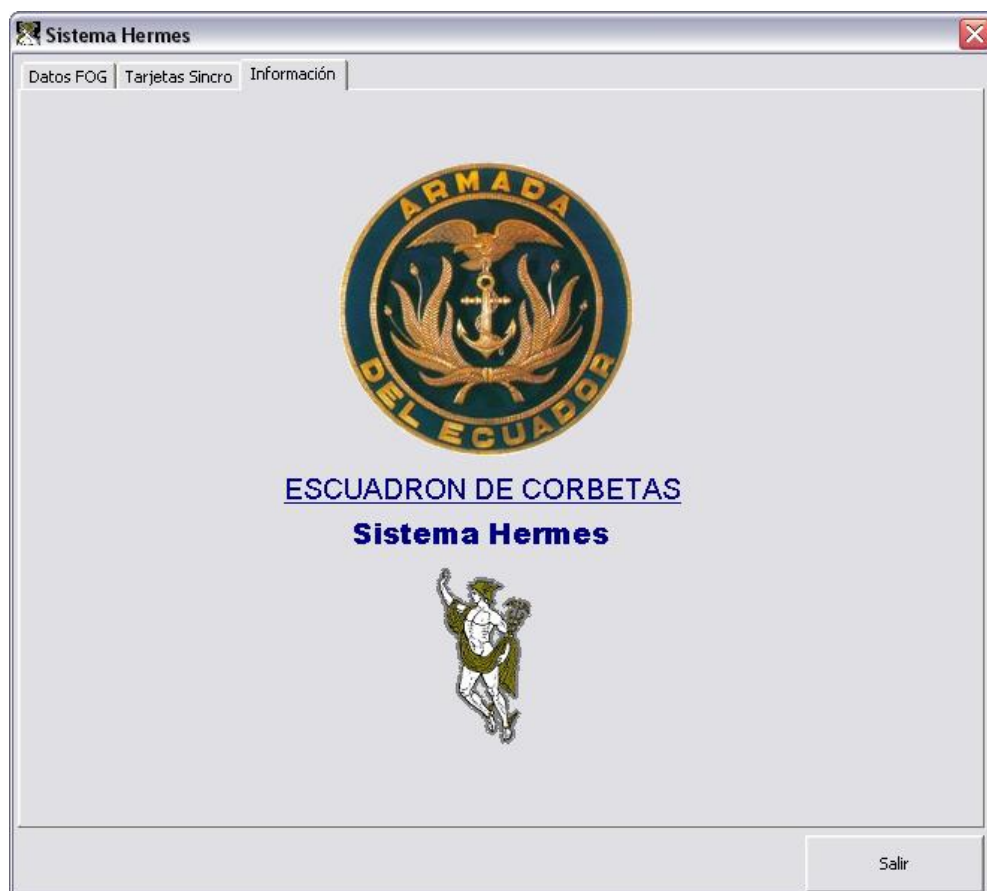 Sistema Hermes
Datos FOG
Tarjetas Sincro
Información
ARMADA
DEL ECUADOR
ESCUADRON DE CORBETAS
Sistema Hermes
Salir